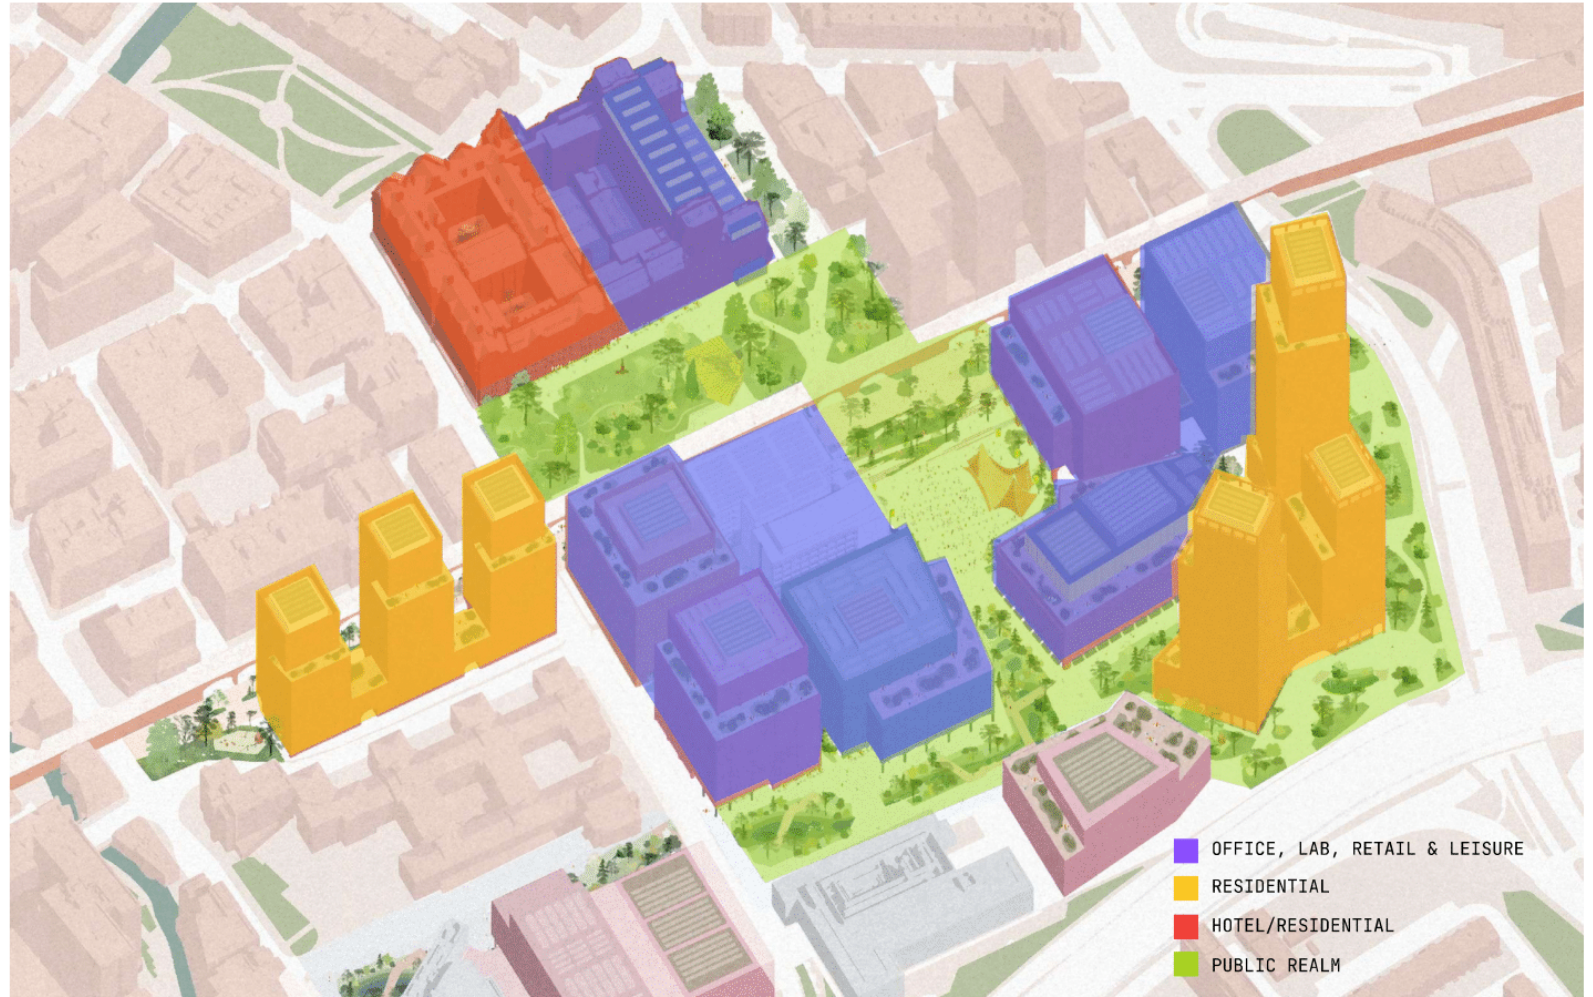 OFFICE, LAB, RETAIL & LEISURE
RESIDENTIAL
HOTEL/RESIDENTIAL
PUBLIC REALM